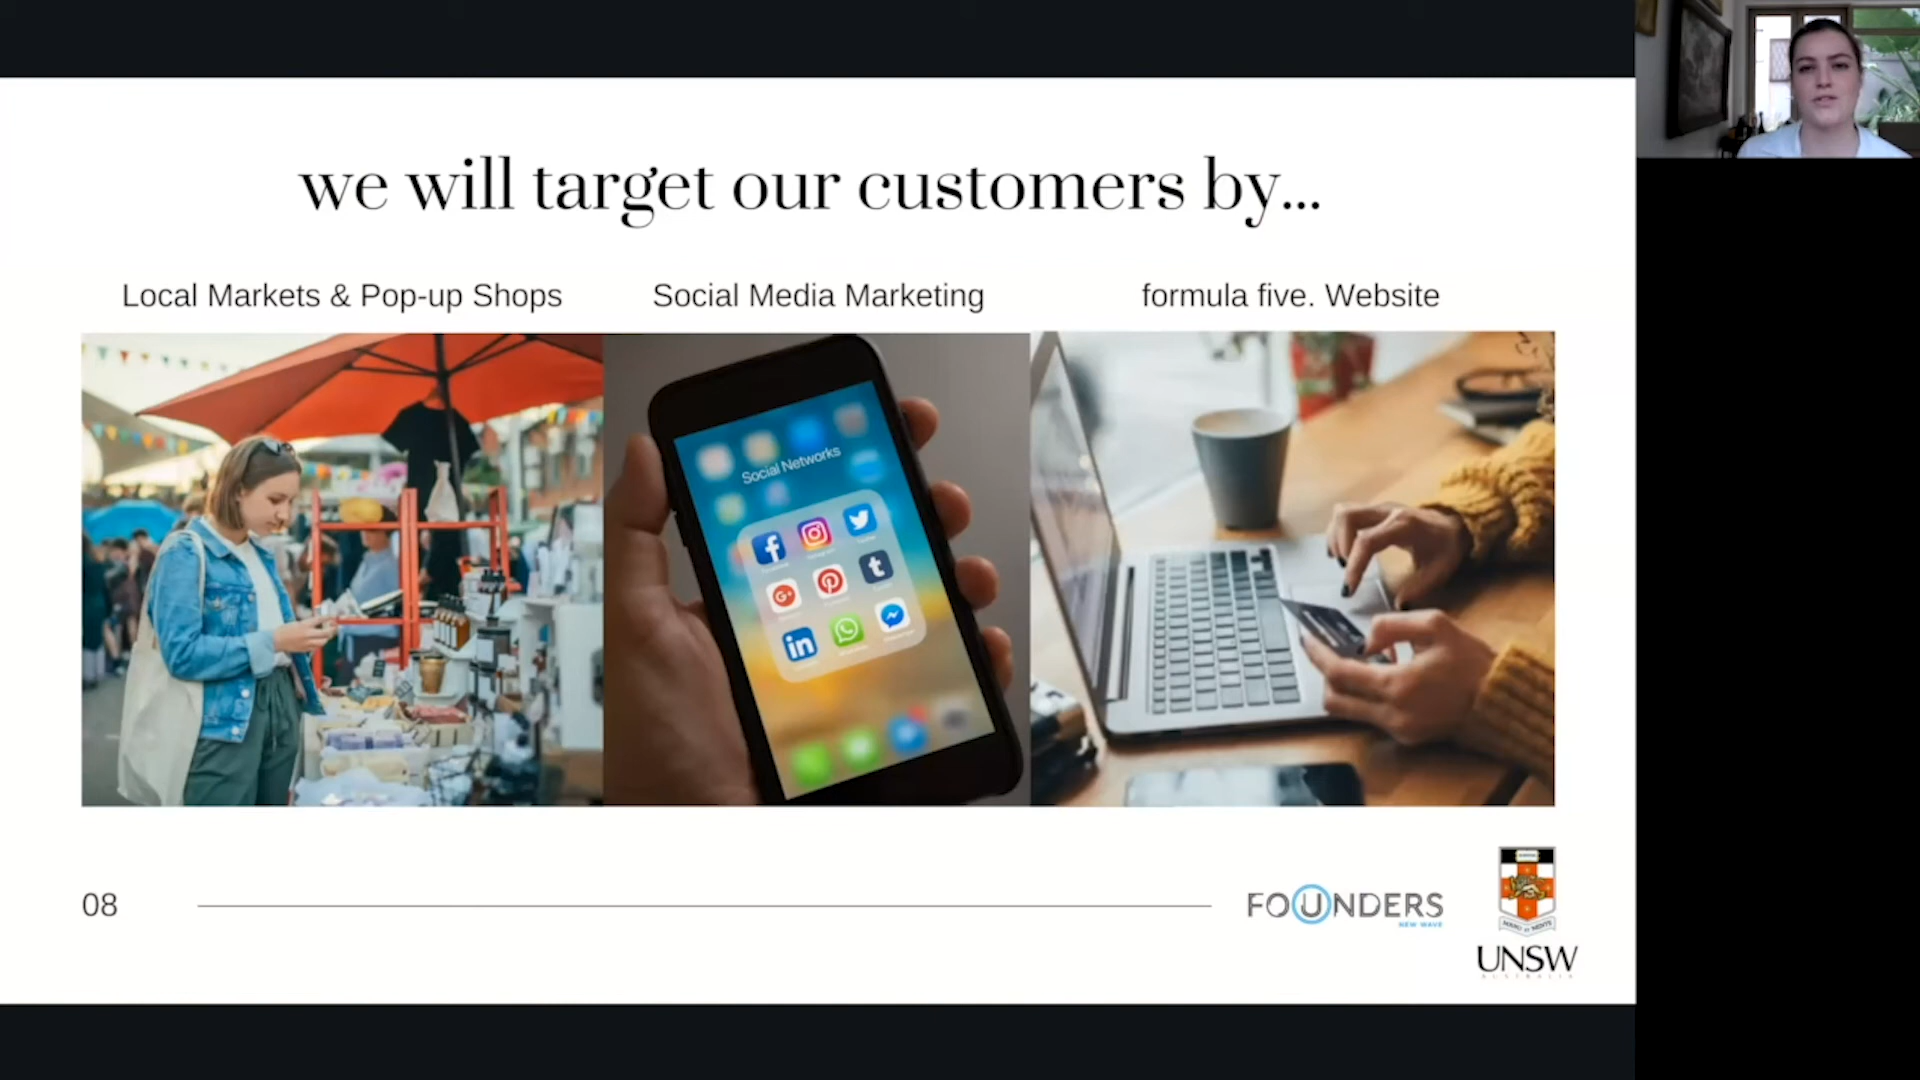 we will target our customers by...
Local Markets & Pop-up Shops
Social Media Marketing
formula five. Website
Social Networks
08
FOUNDERS
NEW WAVE
UNSW
AUSTRALIA